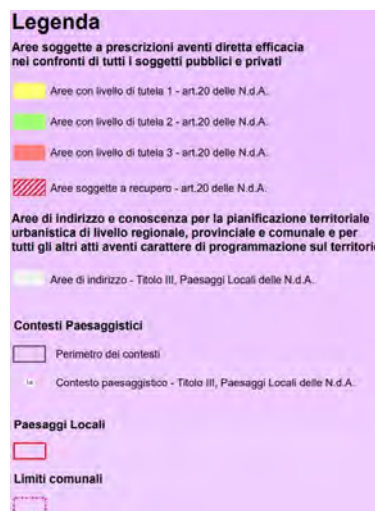 Legenda
Aree soggette a prescrizioni aventi diretta efficacia
nei confronti di tutti i soggetti pubblici e privati
Aree con livello di tutela 1 - art.20 delle N.d.A.
Aree con livello di tutela 2 - art.20 delle N.d.A.
Aree con livello di tutela 3 - art.20 delle N.d.A.
Aree soggette a recupero - art.20 delle N.d.A.
Aree di indirizzo e conoscenza per la pianificazione territoriale
urbanistica di livello regionale, provinciale e comunale e per
tutti gli altri atti aventi carattere di programmazione sul territorio
Aree di indirizzo - Titolo III, Paesaggi Locali delle N.d.A.
Contesti Paesaggistici
Perimetro dei contesti
Contesto paesaggistico - Titolo III, Paesaggi Locali delle N.d.A.
Paesaggi Locali
Limiti comunali